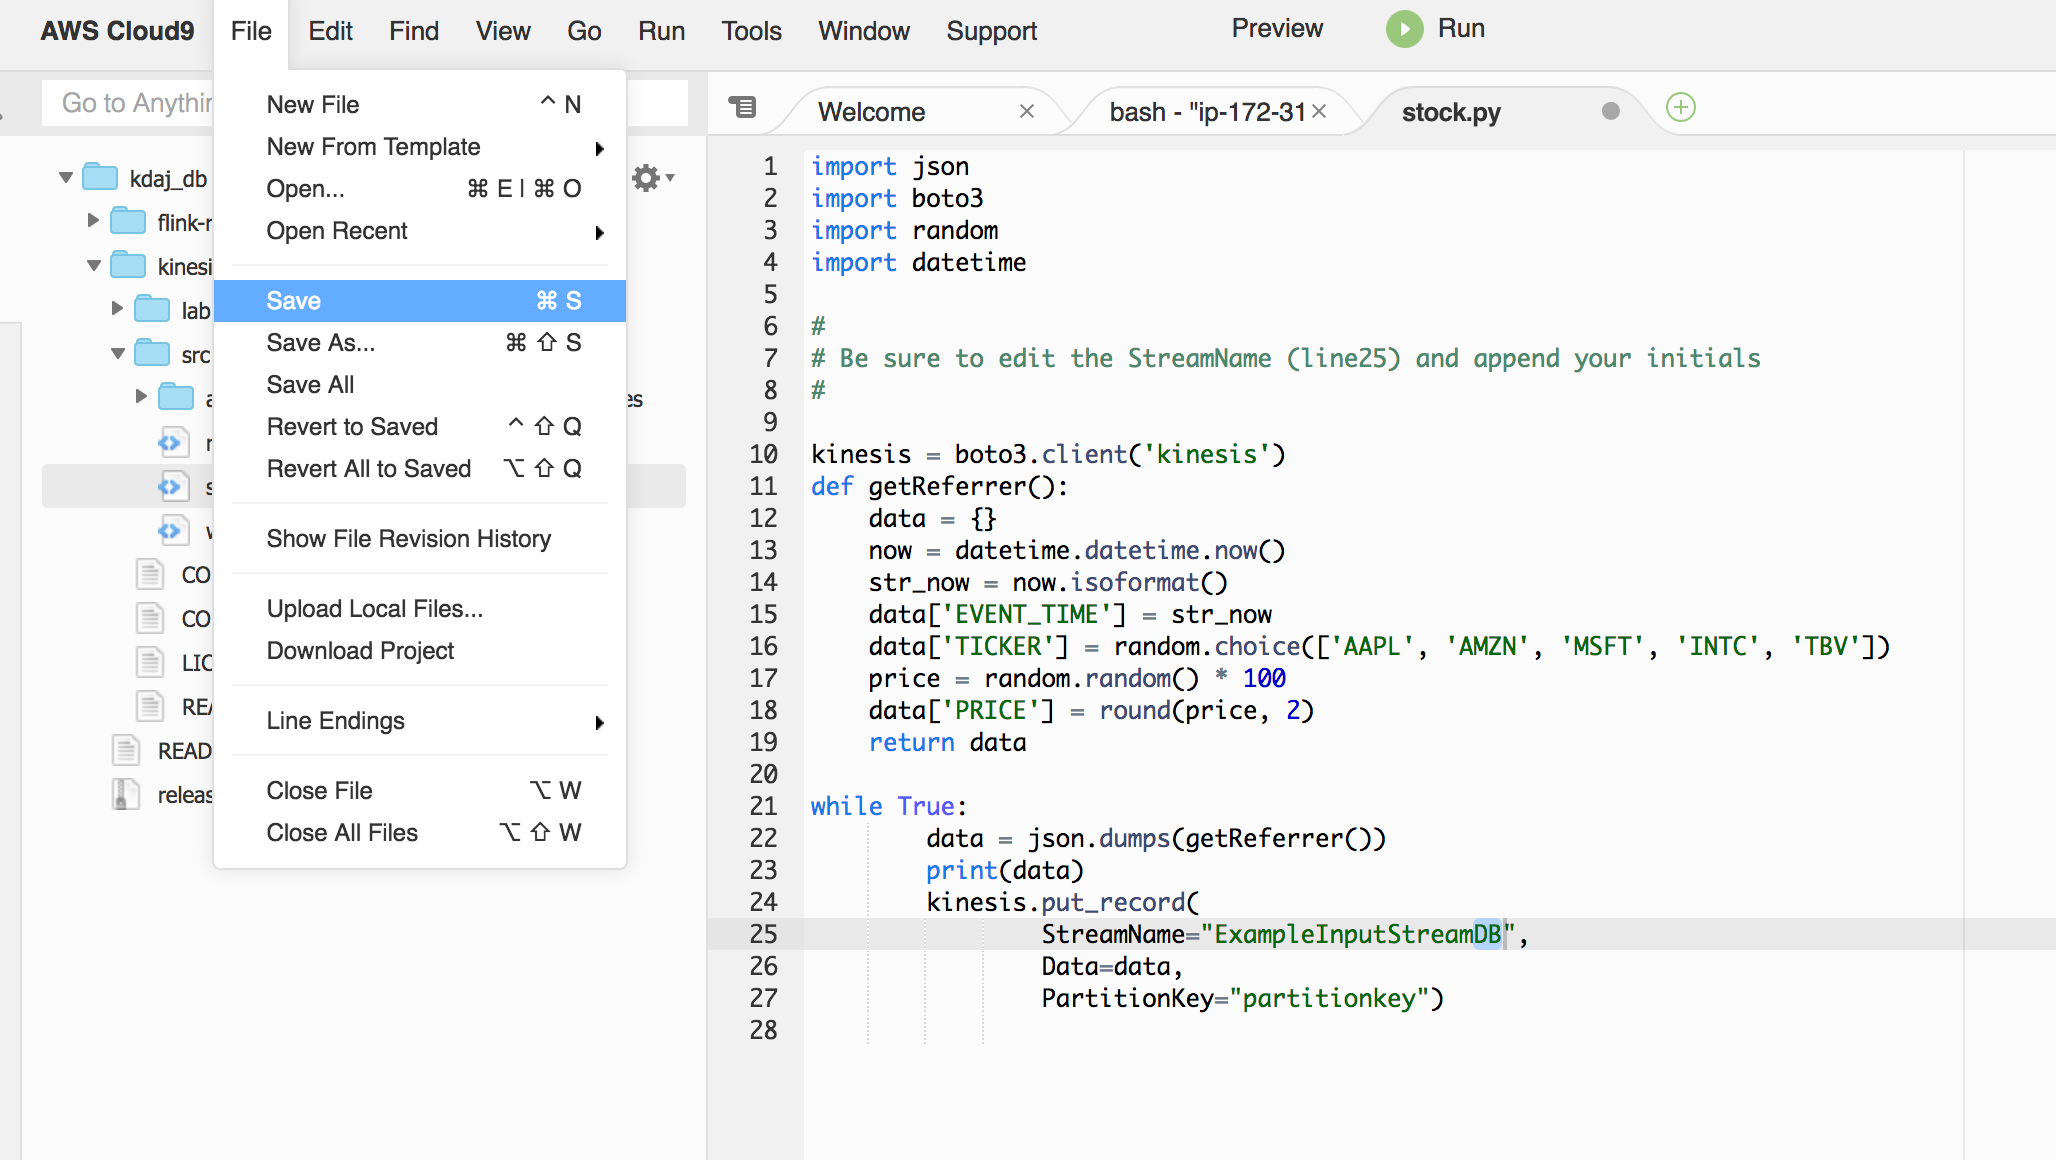 AWS Cloud9 File Edit Find View Go Run Tools Window Support Preview Run
Go to Anythin
New File ^ N
New From Template
Open... ⌘ E | ⌘ O
Open Recent
Save ⌘ S
Save As... ⌘ ⇧ S
Save All
Revert to Saved ^ ⇧ Q
Revert All to Saved ⌥ ⇧ Q
Show File Revision History
Upload Local Files...
Download Project
Line Endings
Close File ⌥ W
Close All Files ⌥ ⇧ W
kdaj_db
flink-r
kinesi
lab
src
a es
r
s
w
CO
CO
LIC
REA
READ
releas
Welcome bash - "ip-172-31 stock.py
1 import json
2 import boto3
3 import random
4 import datetime
5
6 #
7 # Be sure to edit the StreamName (line25) and append your initials
8 #
9
10 kinesis = boto3.client('kinesis')
11 def getReferrer():
12     data = {}
13     now = datetime.datetime.now()
14     str_now = now.isoformat()
15     data['EVENT_TIME'] = str_now
16     data['TICKER'] = random.choice(['AAPL', 'AMZN', 'MSFT', 'INTC', 'TBV'])
17     price = random.random() * 100
18     data['PRICE'] = round(price, 2)
19     return data
20
21 while True:
22         data = json.dumps(getReferrer())
23         print(data)
24         kinesis.put_record(
25                 StreamName="ExampleInputStreamDB",
26                 Data=data,
27                 PartitionKey="partitionkey")
28